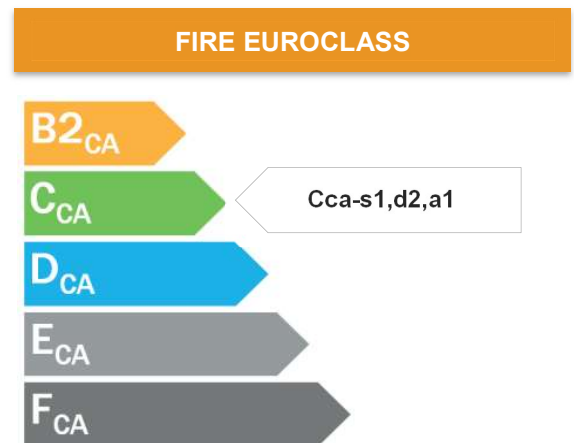 FIRE EUROCLASS
B2CA
CCA
Cca-s1,d2,a1
DCA
ECA
FCA